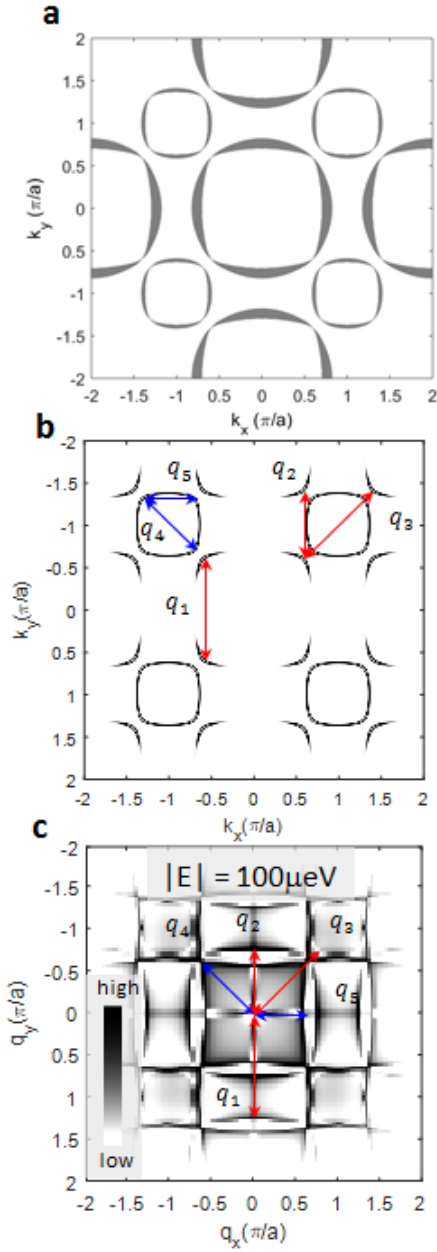 a
2
1.5
1
0.5
0
-0.5
-1
-1.5
-2
k_y (π/a)
-2 -1.5 -1 -0.5 0 0.5 1 1.5 2
k_x (π/a)
b
-2
-1.5
-1
-0.5
0
0.5
1
1.5
2
k_y(π/a)
q_5 q_2
q_4 q_3
q_1
-2 -1.5 -1 -0.5 0 0.5 1 1.5 2
k_x(π/a)
c
-2
-1.5
-1
-0.5
0
0.5
1
1.5
2
q_y(π/a)
|E| = 100μeV
q_4 q_2 q_3
high q_5
q_1
low
-2 -1.5 -1 -0.5 0 0.5 1 1.5 2
q_x(π/a)